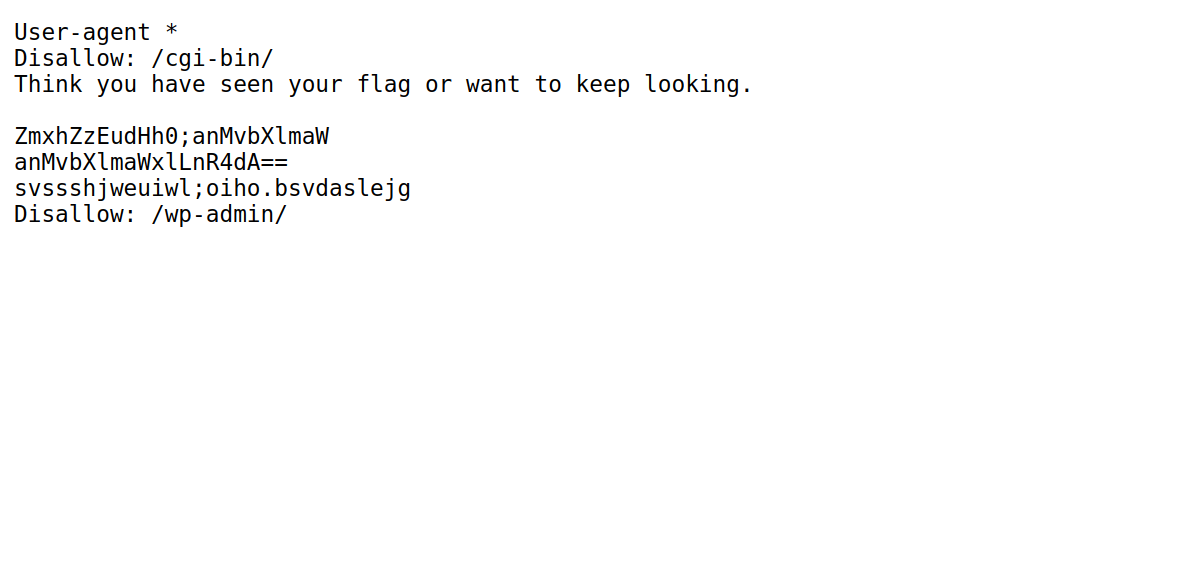 User-agent *
Disallow: /cgi-bin/
Think you have seen your flag or want to keep looking.
ZmxhZzEudHh0;anMvbXlmaW
anMvbXlmaWxlLnR4dA==
svssshjweuiwl;oiho.bsvdaslejg
Disallow: /wp-admin/